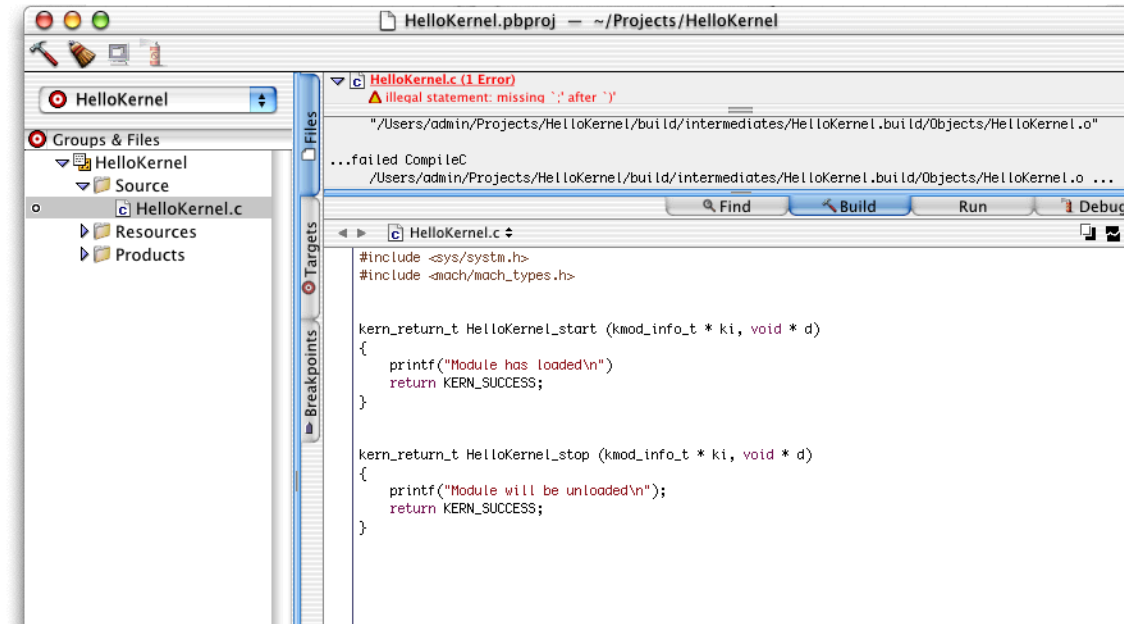 HelloKernel.pbproj — ~/Projects/HelloKernel
HelloKernel
Groups & Files
HelloKernel
Source
HelloKernel.c
Resources
Products
Files
Targets
Breakpoints
HelloKernel.c (1 Error)
illegal statement: missing `;' after `)'
"/Users/admin/Projects/HelloKernel/build/intermediates/HelloKernel.build/Objects/HelloKernel.o"
...failed CompileC
/Users/admin/Projects/HelloKernel/build/intermediates/HelloKernel.build/Objects/HelloKernel.o ...
Find Build Run Debug
HelloKernel.c
#include <sys/systm.h>
#include <mach/mach_types.h>
kern_return_t HelloKernel_start (kmod_info_t * ki, void * d)
{
printf("Module has loaded\n")
return KERN_SUCCESS;
}
kern_return_t HelloKernel_stop (kmod_info_t * ki, void * d)
{
printf("Module will be unloaded\n");
return KERN_SUCCESS;
}